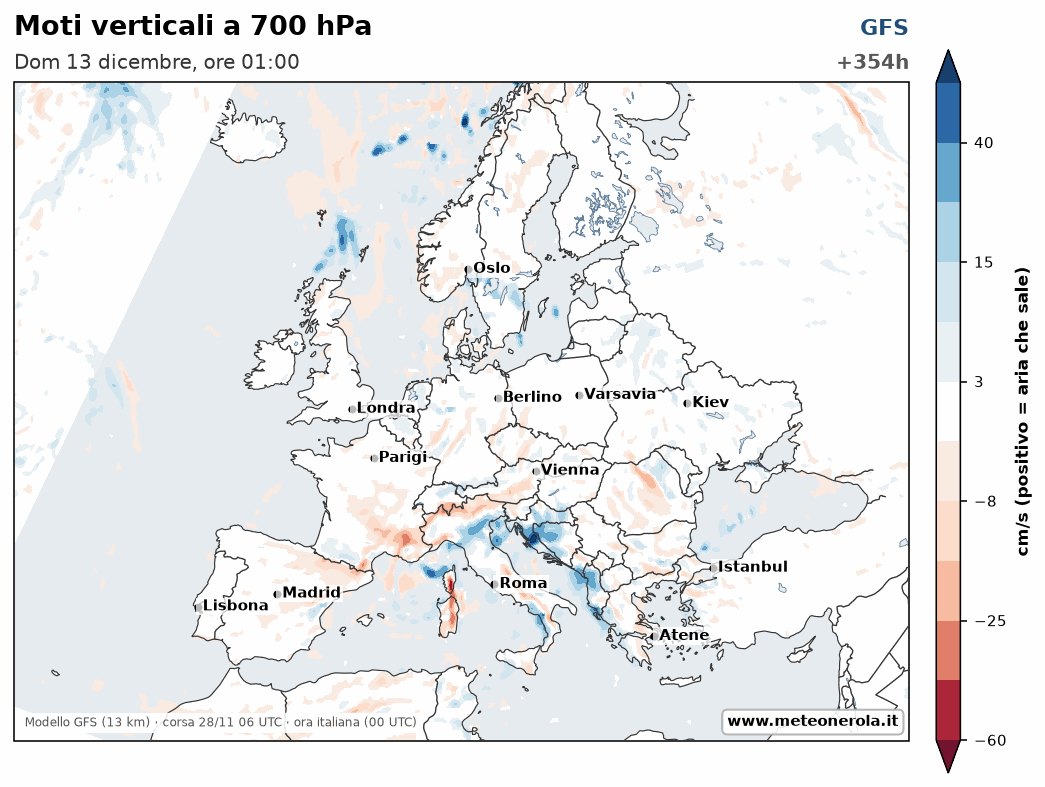 Moti verticali a 700 hPa
GFS
Dom 13 dicembre, ore 01:00
+354h
Oslo
Berlino
Varsavia
Londra
Kiev
Parigi
Vienna
Istanbul
Roma
Madrid
Lisbona
Atene
Modello GFS (13 km) · corsa 28/11 06 UTC · ora italiana (00 UTC)
www.meteonerola.it
40
15
3
−8
−25
−60
cm/s (positivo = aria che sale)